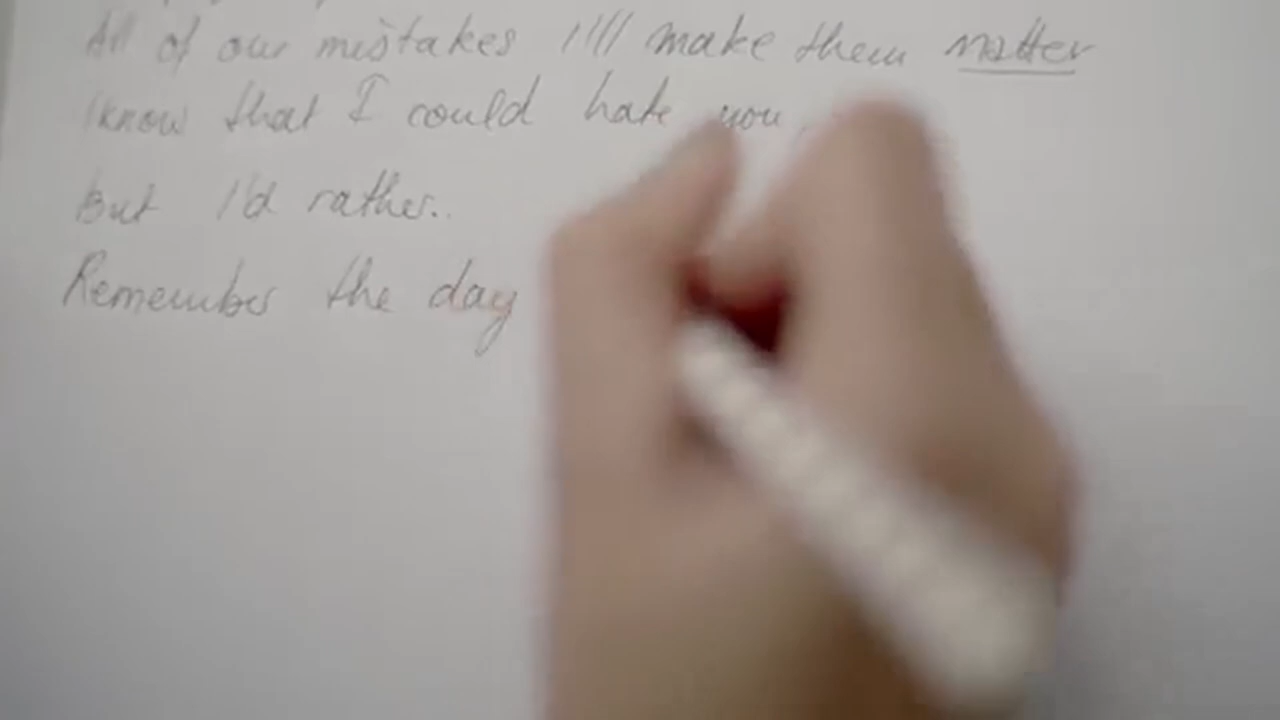 All of our mistakes I'll make them matter
I know that I could hate you
But I'd rather..
Remember the day